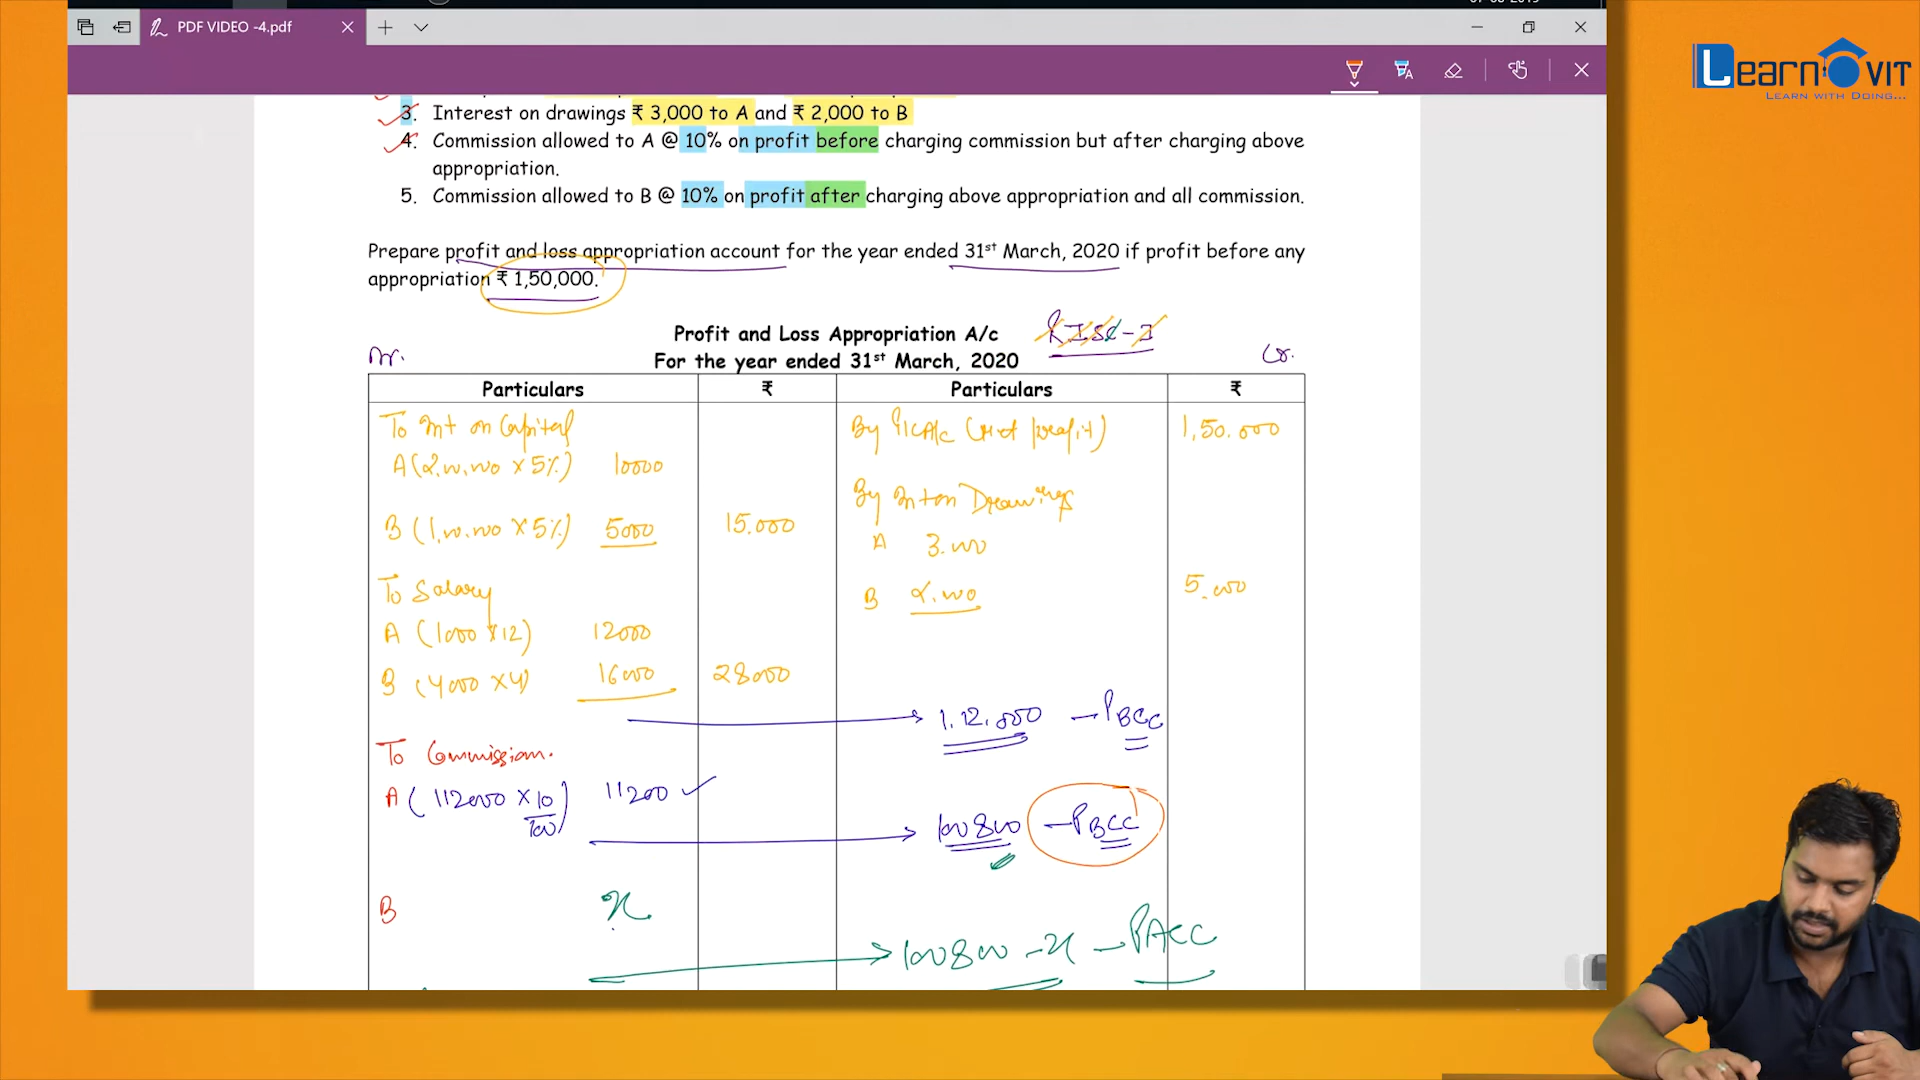 PDF VIDEO -4.pdf
Learn OVIT
LEARN WITH DOING...
3. Interest on drawings ₹ 3,000 to A and ₹ 2,000 to B
4. Commission allowed to A @ 10% on profit before charging commission but after charging above
appropriation.
5. Commission allowed to B @ 10% on profit after charging above appropriation and all commission.
Prepare profit and loss appropriation account for the year ended 31st March, 2020 if profit before any
appropriation ₹ 1,50,000.
Profit and Loss Appropriation A/c
For the year ended 31st March, 2020
Dr. Cr.
Particulars ₹ Particulars ₹
To Int on Capital By P/L A/c (Net profit) 1,50.000
A (2.00.000 x 5%) 10000
By Int on Drawings
B (1.00.000 x 5%) 5000 15.000
A 3.000
To Salary B 2.000 5.000
A (1000 x 12) 12000
B (4000 x 4) 16000 28000
1.12.000 - PBCC
To Commission.
A (112000 x 10/100) 11200
100800 - PBCC
B x
100800 - x - PACC